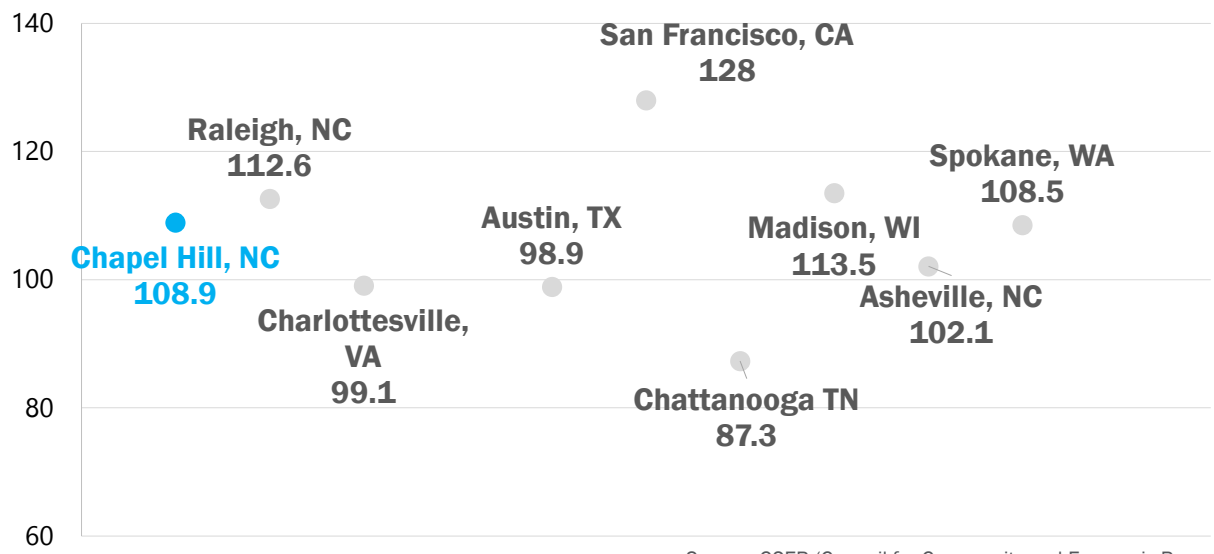 140
120
100
80
60
San Francisco, CA
128
Raleigh, NC
112.6
Spokane, WA
108.5
Austin, TX
98.9
Madison, WI
113.5
Chapel Hill, NC
108.9
Asheville, NC
102.1
Charlottesville,
VA
99.1
Chattanooga TN
87.3